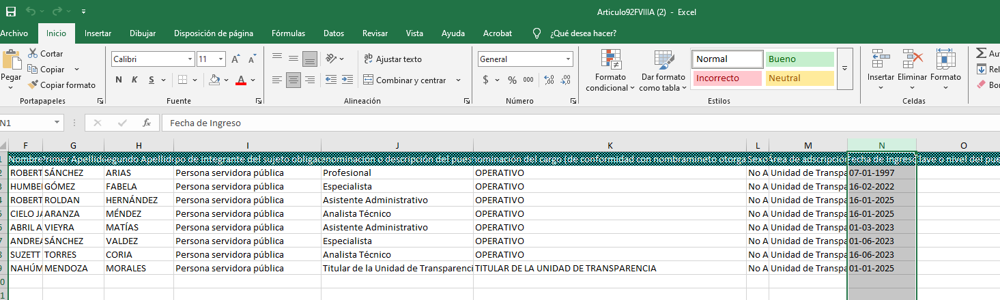 Articulo92FVIIIA (2) - Excel
Archivo Inicio Insertar Dibujar Disposición de página Fórmulas Datos Revisar Vista Ayuda Acrobat ¿Qué desea hacer?
Pegar Cortar Copiar Copiar formato
Calibri 11
N K S
Ajustar texto
Combinar y centrar
General
$ % 000
Formato condicional
Dar formato como tabla
Normal Bueno
Incorrecto Neutral
Insertar Eliminar Formato
Portapapeles Fuente Alineación Número Estilos Celdas
N1 fx Fecha de Ingreso
F G H I J K L M N O
Nombre rimer Apellid egundo Apellid po de integrante del sujeto obliga enominación o descripción del pues nominación del cargo (de conformidad con nombramineto otorga Sexo Área de adscripción Fecha de Ingreso lave o nivel del pue
2 ROBERT SÁNCHEZ ARIAS Persona servidora pública Profesional OPERATIVO No A Unidad de Transpa 07-01-1997
3 HUMBE GÓMEZ FABELA Persona servidora pública Especialista OPERATIVO No A Unidad de Transpa 16-02-2022
4 ROBERT ROLDAN HERNÁNDEZ Persona servidora pública Asistente Administrativo OPERATIVO No A Unidad de Transpa 16-01-2025
5 CIELO JA ARANZA MÉNDEZ Persona servidora pública Analista Técnico OPERATIVO No A Unidad de Transpa 16-01-2025
6 ABRIL A VIEYRA MATÍAS Persona servidora pública Asistente Administrativo OPERATIVO No A Unidad de Transpa 01-03-2023
7 ANDREA SÁNCHEZ VALDEZ Persona servidora pública Especialista OPERATIVO No A Unidad de Transpa 01-06-2023
8 SUZETT TORRES CORIA Persona servidora pública Analista Técnico OPERATIVO No A Unidad de Transpa 16-06-2023
9 NAHÚM MENDOZA MORALES Persona servidora pública Titular de la Unidad de Transparenci TITULAR DE LA UNIDAD DE TRANSPARENCIA No A Unidad de Transpa 01-01-2025